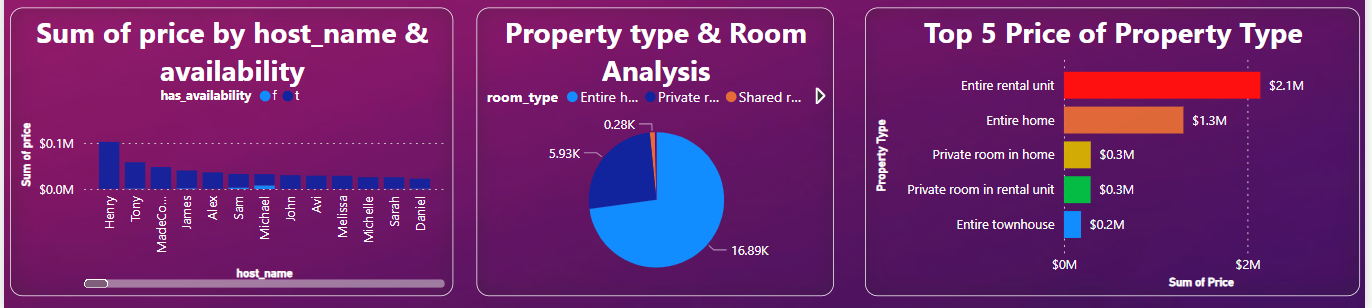 Sum of price by host_name &
availability
has_availability f t
Sum of price
$0.1M
$0.0M
Henry
Tony
MadeCo...
James
Alex
Sam
Michael
John
Avi
Melissa
Michelle
Sarah
Daniel
host_name
Property type & Room
Analysis
room_type Entire h... Private r... Shared r...
0.28K
5.93K
16.89K
Top 5 Price of Property Type
Property Type
Entire rental unit $2.1M
Entire home $1.3M
Private room in home $0.3M
Private room in rental unit $0.3M
Entire townhouse $0.2M
$0M $2M
Sum of Price